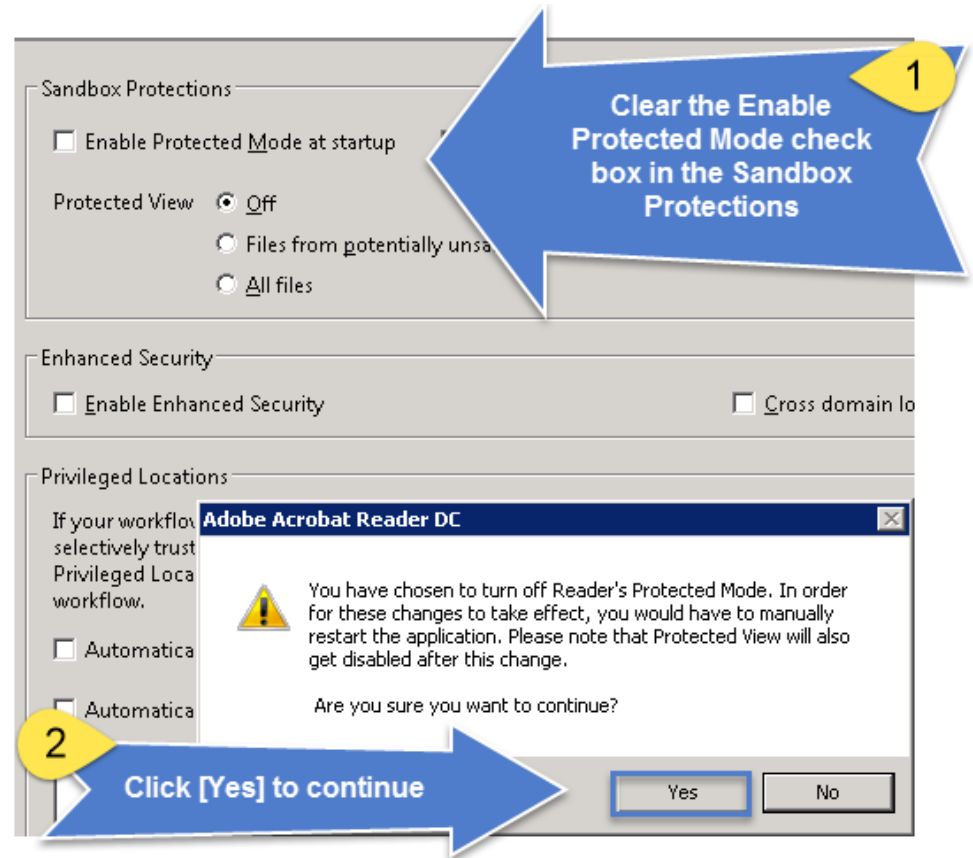 Sandbox Protections
1
Clear the Enable
Protected Mode check
box in the Sandbox
Protections
Enable Protected Mode at startup
Protected View
Off
Files from potentially unsa
All files
Enhanced Security
Enable Enhanced Security
Cross domain lo
Privileged Locations
If your workflow
selectively trust
Privileged Loca
workflow.
Automatica
Automatica
Adobe Acrobat Reader DC
You have chosen to turn off Reader's Protected Mode. In order
for these changes to take effect, you would have to manually
restart the application. Please note that Protected View will also
get disabled after this change.
Are you sure you want to continue?
2
Click [Yes] to continue
Yes
No